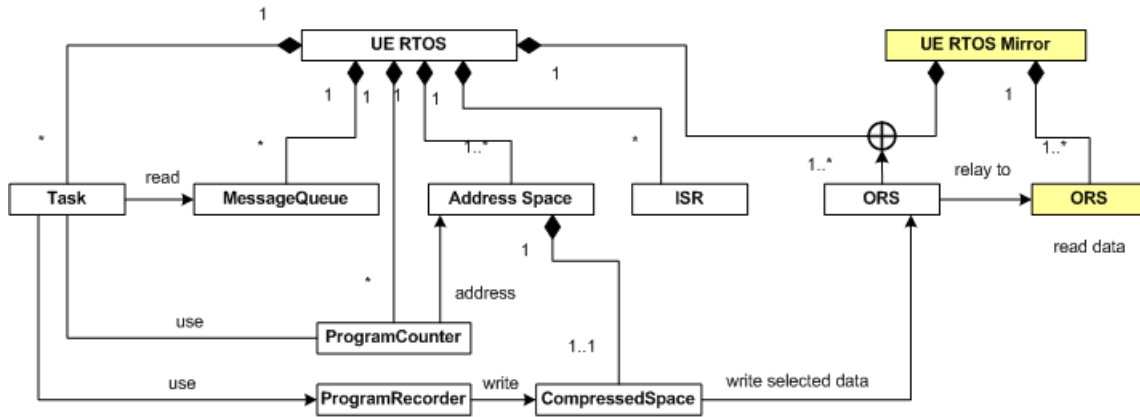 1
UE RTOS
UE RTOS Mirror
1
1
1
1
1
1
*
*
1..*
*
1..*
1..*
read
relay to
Task
MessageQueue
Address Space
ISR
ORS
ORS
1
read data
*
address
use
ProgramCounter
1..1
use
write
write selected data
ProgramRecorder
CompressedSpace